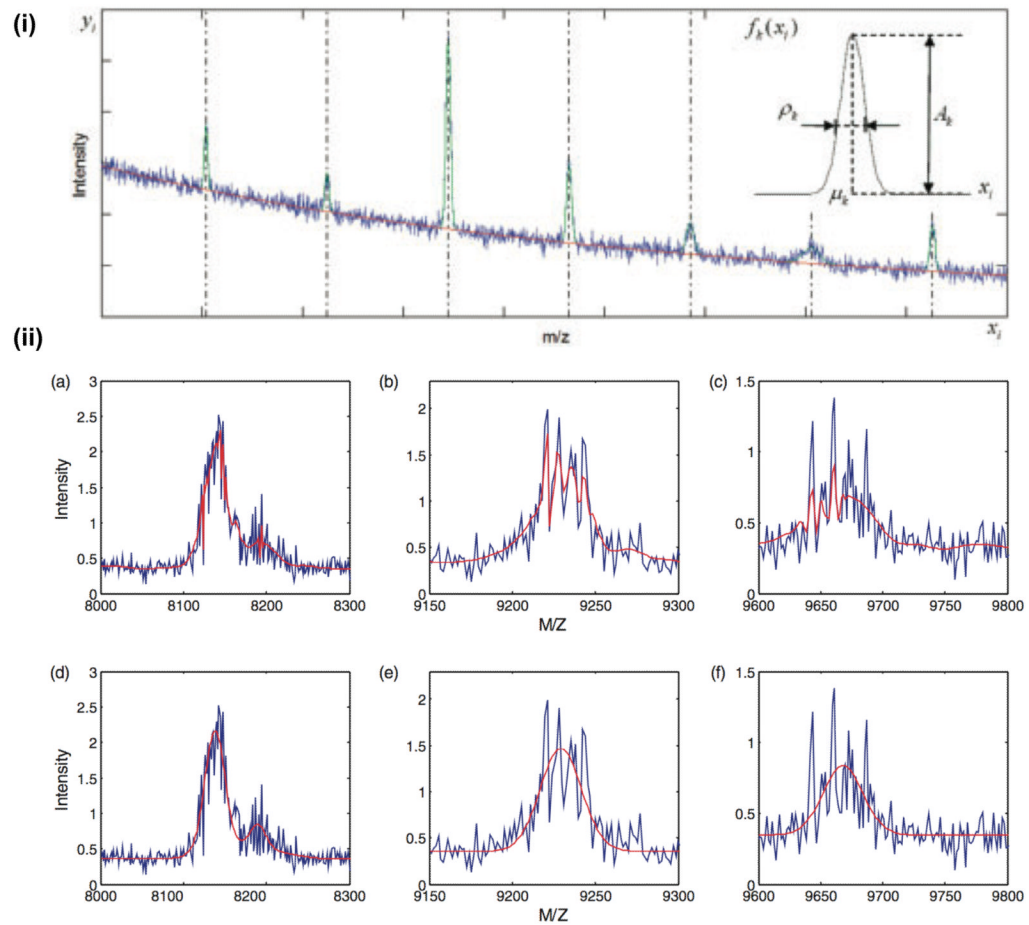 (i)
y_i
Intensity
f_k(x_i)
ρ_k
A_k
μ_k
x_i
m/z
x_i
(ii)
(a)
3
2.5
2
1.5
1
0.5
0
Intensity
8000 8100 8200 8300
(b)
2
1.5
1
0.5
0
9150 9200 9250 9300
M/Z
(c)
1.5
1
0.5
0
9600 9650 9700 9750 9800
(d)
3
2.5
2
1.5
1
0.5
0
Intensity
8000 8100 8200 8300
(e)
2
1.5
1
0.5
0
9150 9200 9250 9300
M/Z
(f)
1.5
1
0.5
0
9600 9650 9700 9750 9800